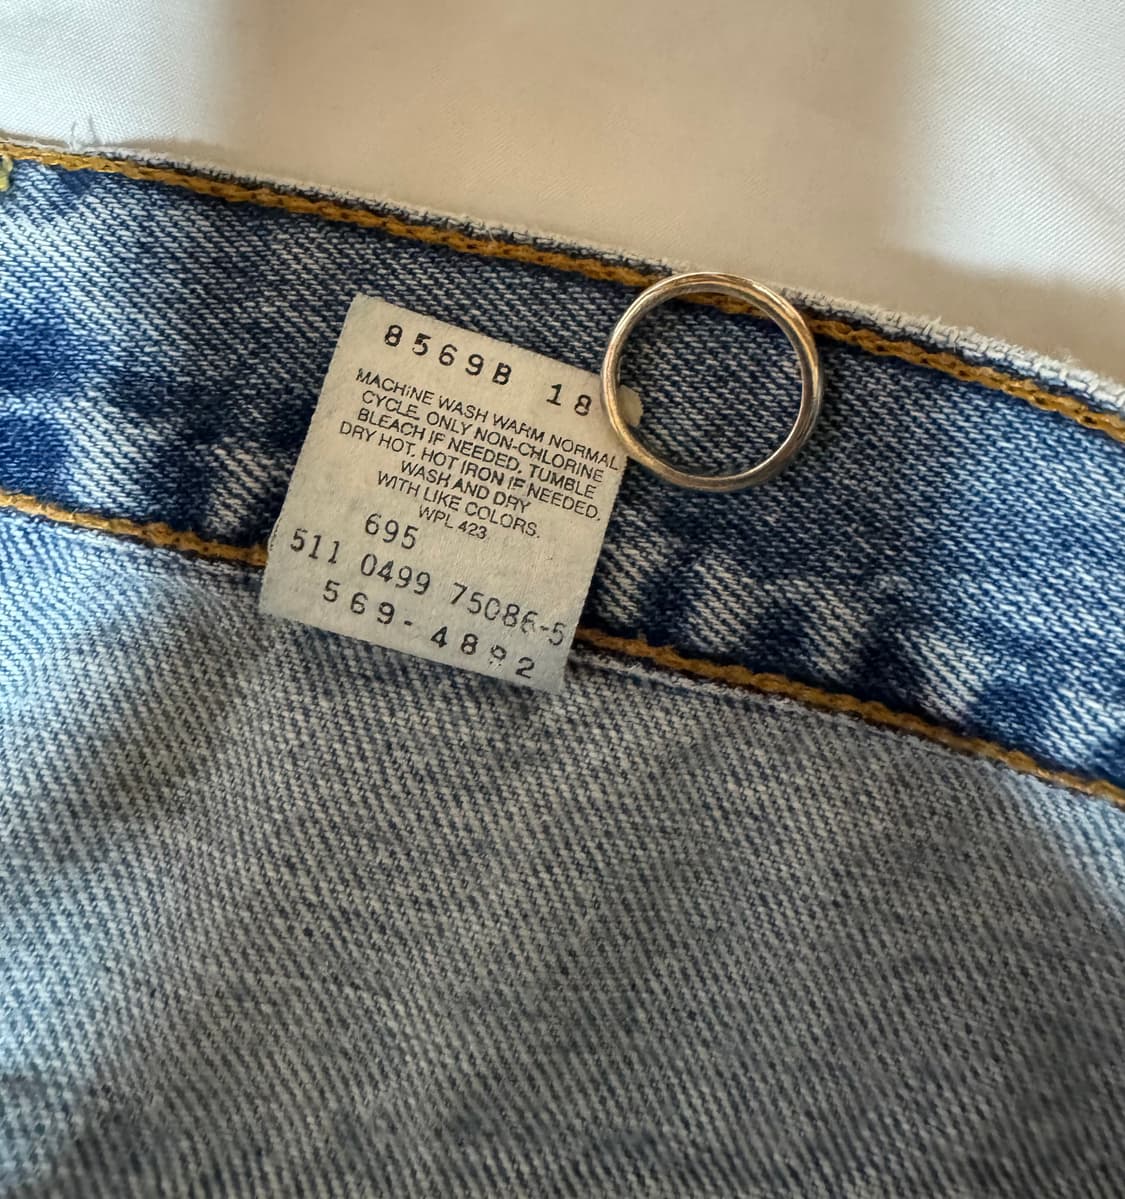 8569B 18
MACHINE WASH WARM NORMAL
CYCLE. ONLY NON-CHLORINE
BLEACH IF NEEDED. TUMBLE
DRY HOT. HOT IRON IF NEEDED.
WASH AND DRY
WITH LIKE COLORS.
WPL 423
695
511 0499 75086-5
569-4892